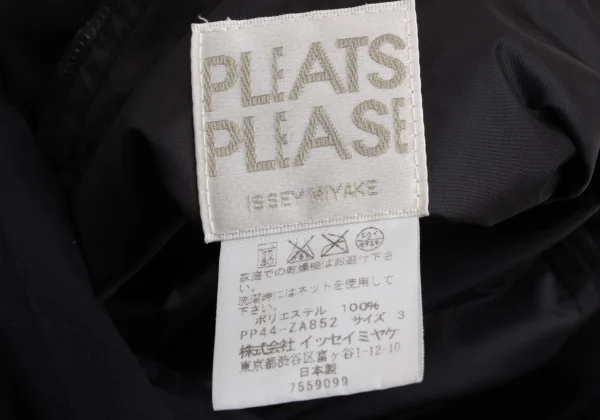 PLEATS
PLEASE
ISSEY MIYAKE
家庭での乾燥機はお避け下さ
い。
洗濯時にはネットを使用して
下さい。
ポリエステル 100%
PP44-ZA852 サイズ 3
株式会社 イッセイミヤケ
東京都渋谷区富ヶ谷1-12-10
日本製
7559099